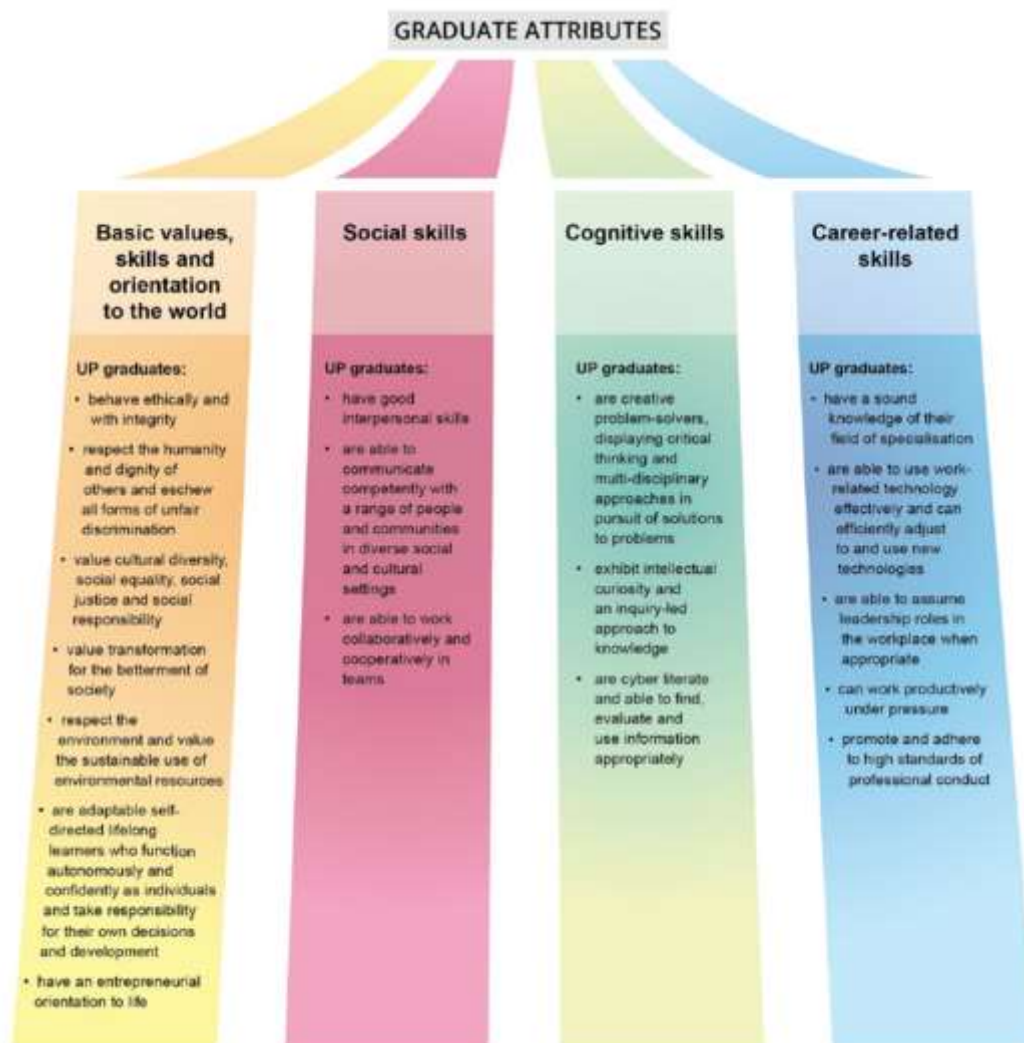 GRADUATE ATTRIBUTES
Basic values,
skills and
orientation
to the world
UP graduates:
• behave ethically and
with integrity
• respect the humanity
and dignity of
others and eschew
all forms of unfair
discrimination
• value cultural diversity,
social equality, social
justice and social
responsibility
• value transformation
for the betterment of
society
• respect the
environment and value
the sustainable use of
environmental resources
• are adaptable self-
directed lifelong
learners who function
autonomously and
confidently as individuals
and take responsibility
for their own decisions
and development
• have an entrepreneurial
orientation to life
Social skills
UP graduates:
• have good
interpersonal skills
• are able to
communicate
competently with
a range of people
and communities
in diverse social
and cultural
settings
• are able to work
collaboratively and
cooperatively in
teams
Cognitive skills
UP graduates:
• are creative
problem-solvers,
displaying critical
thinking and
multi-disciplinary
approaches in
pursuit of solutions
to problems
• exhibit intellectual
curiosity and
an inquiry-led
approach to
knowledge
• are cyber literate
and able to find,
evaluate and
use information
appropriately
Career-related
skills
UP graduates:
• have a sound
knowledge of their
field of specialisation
• are able to use work-
related technology
effectively and can
efficiently adjust
to and use new
technologies
• are able to assume
leadership roles in
the workplace when
appropriate
• can work productively
under pressure
• promote and adhere
to high standards of
professional conduct